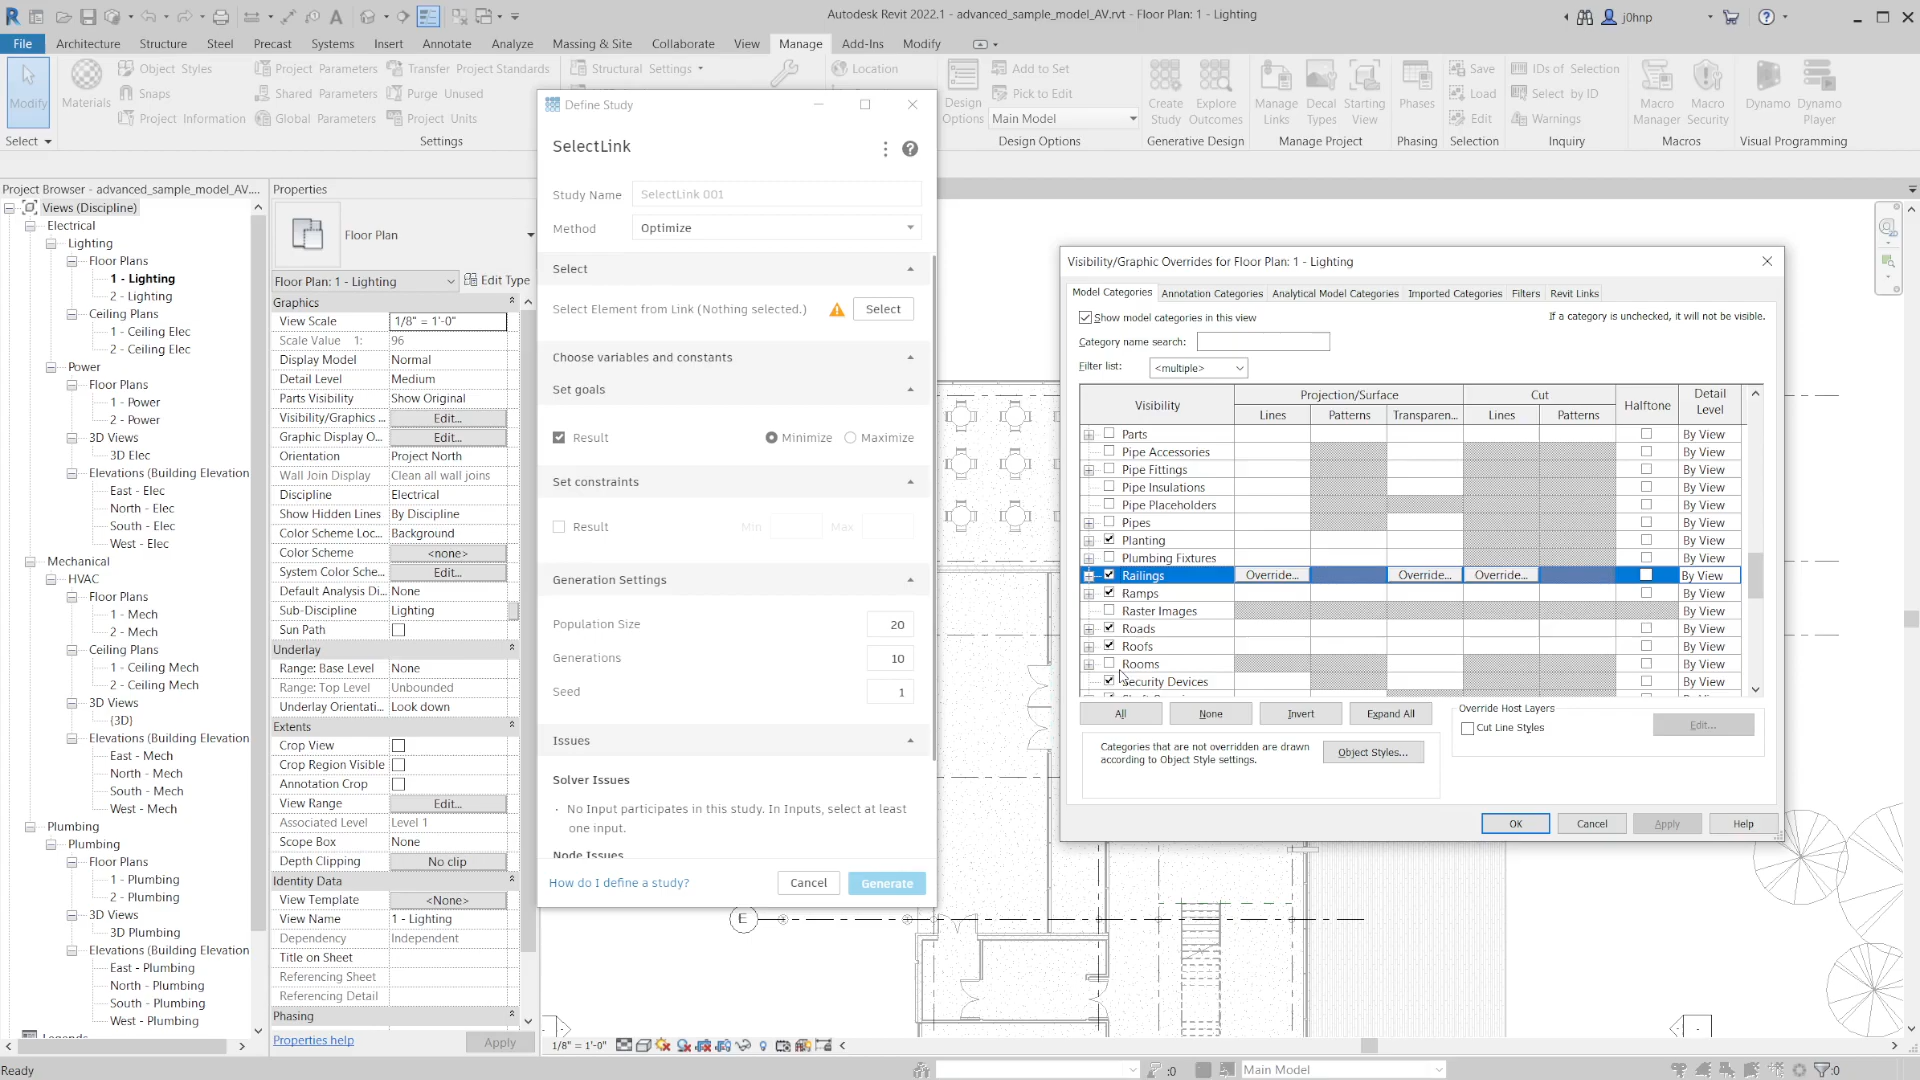 Autodesk Revit 2022.1 - advanced_sample_model_AV.rvt - Floor Plan: 1 - Lighting
j0hnp
File Architecture Structure Steel Precast Systems Insert Annotate Analyze Massing & Site Collaborate View Manage Add-Ins Modify
Modify
Materials
Object Styles
Snaps
Project Information
Project Parameters
Shared Parameters
Global Parameters
Transfer Project Standards
Purge Unused
Project Units
Structural Settings
Location
Design Options
Add to Set
Pick to Edit
Main Model
Create Study
Explore Outcomes
Manage Links
Decal Types
Starting View
Phases
Save
Load
Edit
IDs of Selection
Select by ID
Warnings
Macro Manager
Macro Security
Dynamo
Dynamo Player
Select
Settings
Design Options
Generative Design
Manage Project
Phasing
Selection
Inquiry
Macros
Visual Programming
Project Browser - advanced_sample_model_AV....
Views (Discipline)
Electrical
Lighting
Floor Plans
1 - Lighting
2 - Lighting
Ceiling Plans
1 - Ceiling Elec
2 - Ceiling Elec
Power
Floor Plans
1 - Power
2 - Power
3D Views
3D Elec
Elevations (Building Elevation
East - Elec
North - Elec
South - Elec
West - Elec
Mechanical
HVAC
Floor Plans
1 - Mech
2 - Mech
Ceiling Plans
1 - Ceiling Mech
2 - Ceiling Mech
3D Views
{3D}
Elevations (Building Elevation
East - Mech
North - Mech
South - Mech
West - Mech
Plumbing
Plumbing
Floor Plans
1 - Plumbing
2 - Plumbing
3D Views
3D Plumbing
Elevations (Building Elevation
East - Plumbing
North - Plumbing
South - Plumbing
West - Plumbing
Properties
Floor Plan
Floor Plan: 1 - Lighting
Edit Type
Graphics
View Scale 1/8" = 1'-0"
Scale Value 1: 96
Display Model Normal
Detail Level Medium
Parts Visibility Show Original
Visibility/Graphics ... Edit...
Graphic Display O... Edit...
Orientation Project North
Wall Join Display Clean all wall joins
Discipline Electrical
Show Hidden Lines By Discipline
Color Scheme Loc... Background
Color Scheme <none>
System Color Sche... Edit...
Default Analysis Di... None
Sub-Discipline Lighting
Sun Path
Underlay
Range: Base Level None
Range: Top Level Unbounded
Underlay Orientati... Look down
Extents
Crop View
Crop Region Visible
Annotation Crop
View Range Edit...
Associated Level Level 1
Scope Box None
Depth Clipping No clip
Identity Data
View Template <None>
View Name 1 - Lighting
Dependency Independent
Title on Sheet
Referencing Sheet
Referencing Detail
Phasing
Properties help
Apply
Define Study
SelectLink
Study Name SelectLink 001
Method Optimize
Select
Select Element from Link (Nothing selected.) Select
Choose variables and constants
Set goals
Result Minimize Maximize
Set constraints
Result Min Max
Generation Settings
Population Size 20
Generations 10
Seed 1
Issues
Solver Issues
· No Input participates in this study. In Inputs, select at least
one input.
Node Issues
How do I define a study? Cancel Generate
Visibility/Graphic Overrides for Floor Plan: 1 - Lighting
Model Categories Annotation Categories Analytical Model Categories Imported Categories Filters Revit Links
Show model categories in this view
If a category is unchecked, it will not be visible.
Category name search:
Filter list: <multiple>
Visibility Projection/Surface Cut Halftone Detail Level
Lines Patterns Transparen... Lines Patterns
Parts By View
Pipe Accessories By View
Pipe Fittings By View
Pipe Insulations By View
Pipe Placeholders By View
Pipes By View
Planting By View
Plumbing Fixtures By View
Railings Override... Override... Override... By View
Ramps By View
Raster Images By View
Roads By View
Roofs By View
Rooms By View
Security Devices By View
All None Invert Expand All
Categories that are not overridden are drawn
according to Object Style settings.
Object Styles...
Override Host Layers
Cut Line Styles Edit...
OK Cancel Apply Help
E
1/8" = 1'-0"
Ready
:0
Main Model
:0